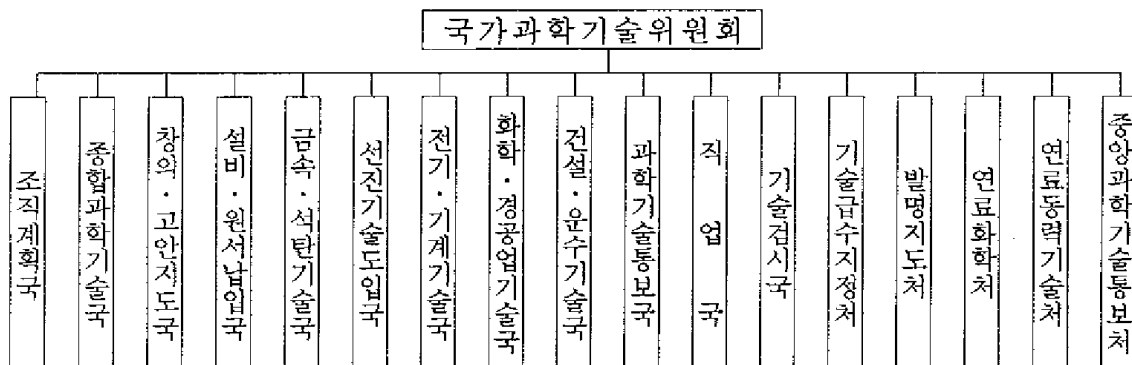 국가과학기술위원회
조직계획국
종합과학기술국
창의·고안지도국
설비·원서납입국
금속·석탄기술국
선진기술도입국
전기·기계기술국
화학·경공업기술국
건설·운수기술국
과학기술통보국
직업국
기술검시국
기술급수지정처
발명지도처
연료화학처
연료동력기술처
중앙과학기술통보처